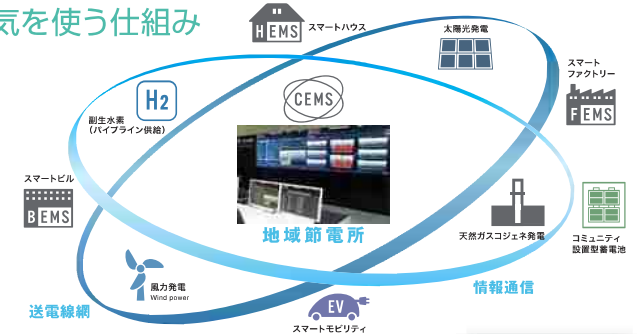 気を使う仕組み
HEMS
スマートハウス
太陽光発電
スマート
ファクトリー
FEMS
H2
副生水素
(パイプライン供給)
CEMS
スマートビル
BEMS
地域節電所
天然ガスコジェネ発電
コミュニティ
設置型蓄電池
風力発電
Wind power
送電線網
EV
スマートモビリティ
情報通信